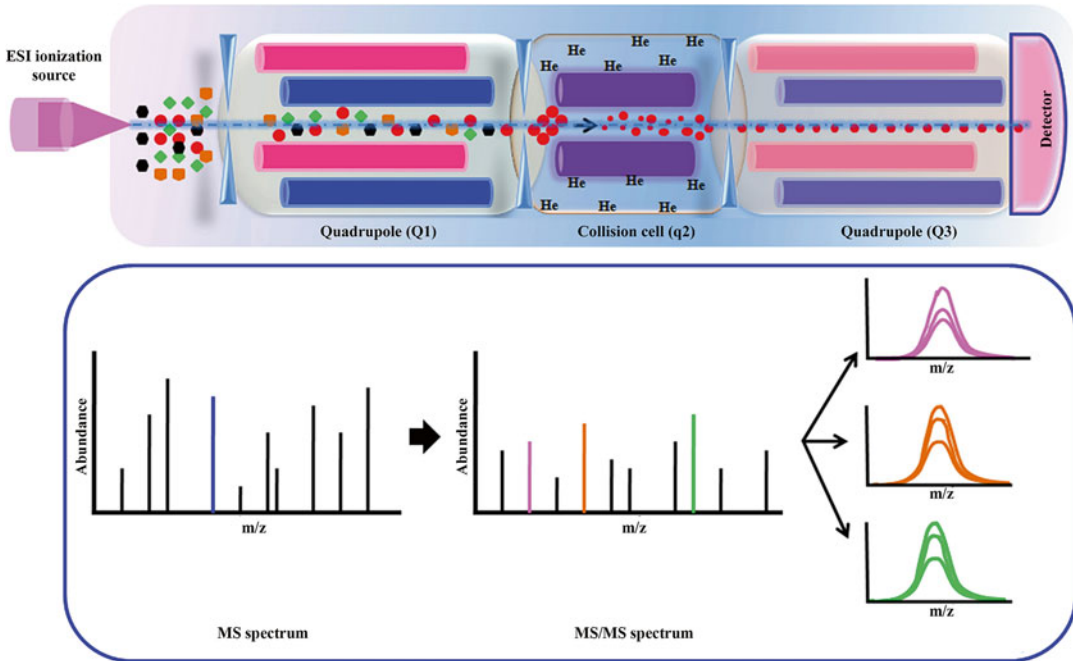 ESI ionization
source
He
He
He
He
He
He
He
He
He
He
He
He
He
Detector
Quadrupole (Q1)
Collision cell (q2)
Quadrupole (Q3)
Abundance
m/z
MS spectrum
Abundance
m/z
MS/MS spectrum
m/z
m/z
m/z